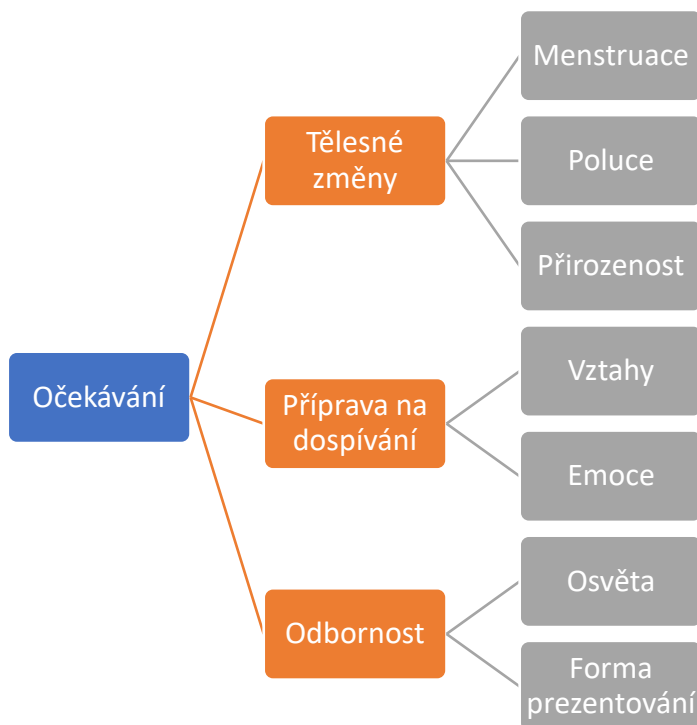 Očekávání
Tělesné
změny
Menstruace
Poluce
Přirozenost
Příprava na
dospívání
Vztahy
Emoce
Odbornost
Osvěta
Forma
prezentování